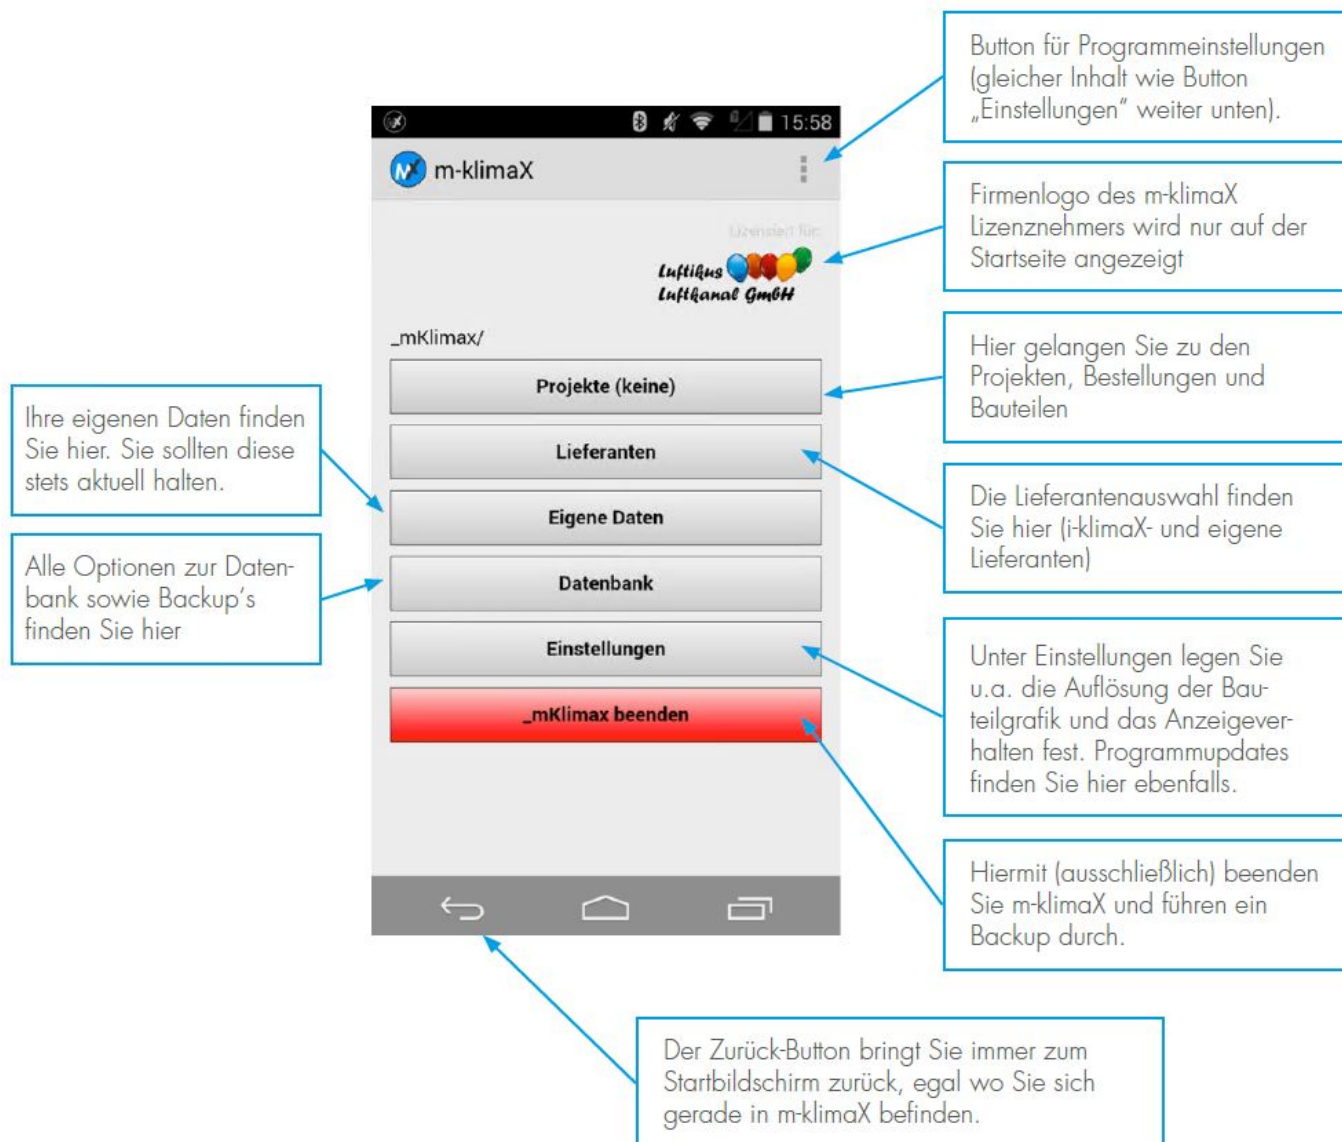 Button für Programmeinstellungen
(gleicher Inhalt wie Button
„Einstellungen“ weiter unten).
15:58
m-klimaX
Firmenlogo des m-klimaX
Lizenznehmers wird nur auf der
Startseite angezeigt
Lizensiert für:
Luftikus
Luftkanal GmbH
_mKlimax/
Hier gelangen Sie zu den
Projekten, Bestellungen und
Bauteilen
Projekte (keine)
Ihre eigenen Daten finden
Sie hier. Sie sollten diese
stets aktuell halten.
Lieferanten
Die Lieferantenauswahl finden
Sie hier (i-klimaX- und eigene
Lieferanten)
Eigene Daten
Alle Optionen zur Daten-
bank sowie Backup's
finden Sie hier
Datenbank
Einstellungen
Unter Einstellungen legen Sie
u.a. die Auflösung der Bau-
teilgrafik und das Anzeigever-
halten fest. Programmupdates
finden Sie hier ebenfalls.
_mKlimax beenden
Hiermit (ausschließlich) beenden
Sie m-klimaX und führen ein
Backup durch.
Der Zurück-Button bringt Sie immer zum
Startbildschirm zurück, egal wo Sie sich
gerade in m-klimaX befinden.